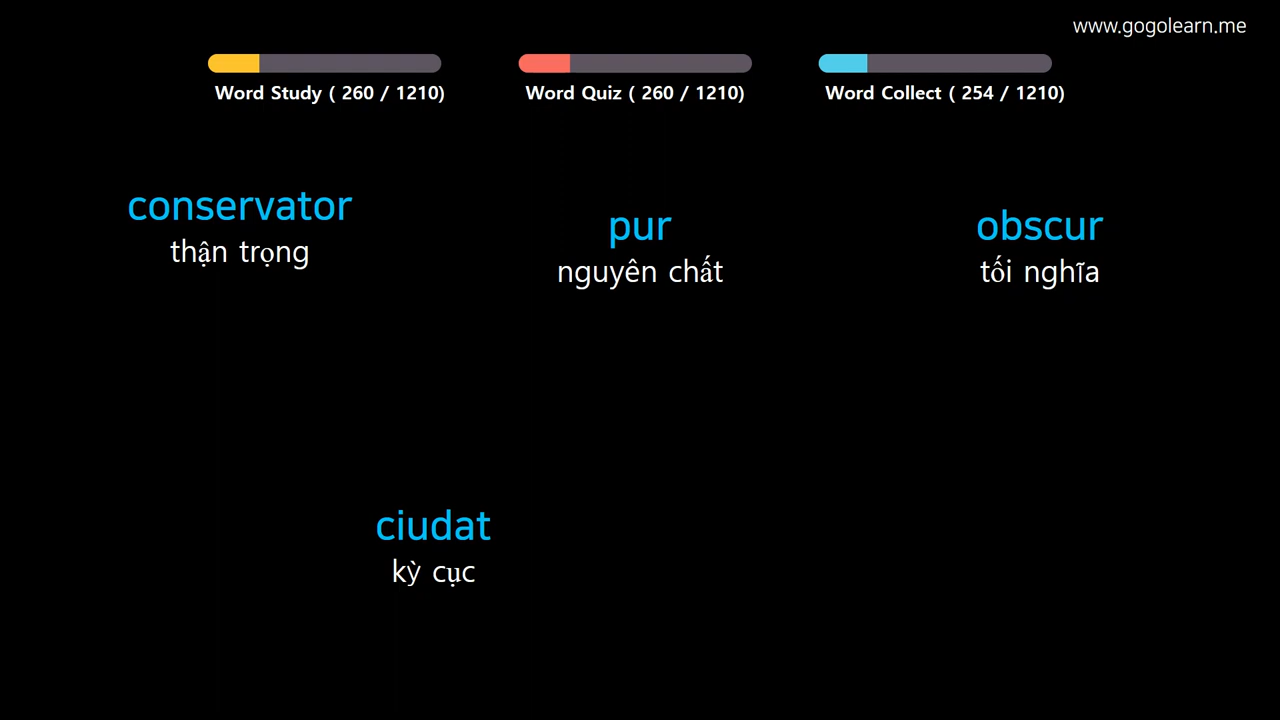 www.gogolearn.me
Word Study ( 260 / 1210)
Word Quiz ( 260 / 1210)
Word Collect ( 254 / 1210)
conservator
thận trọng
pur
nguyên chất
obscur
tối nghĩa
ciudat
kỳ cục